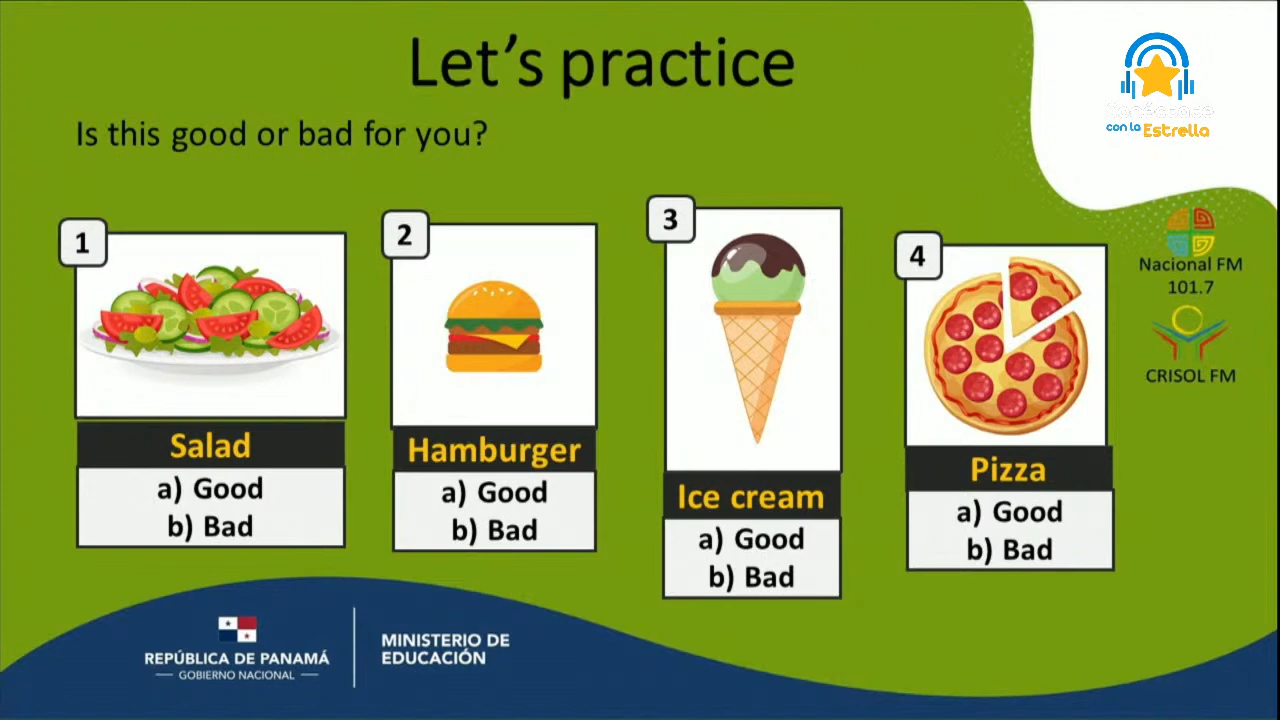 Let's practice
Is this good or bad for you?
Conéctate
con la Estrella
1
Salad
a) Good
b) Bad
2
Hamburger
a) Good
b) Bad
3
Ice cream
a) Good
b) Bad
4
Pizza
a) Good
b) Bad
Nacional FM
101.7
CRISOL FM
REPÚBLICA DE PANAMÁ
— GOBIERNO NACIONAL —
MINISTERIO DE
EDUCACIÓN